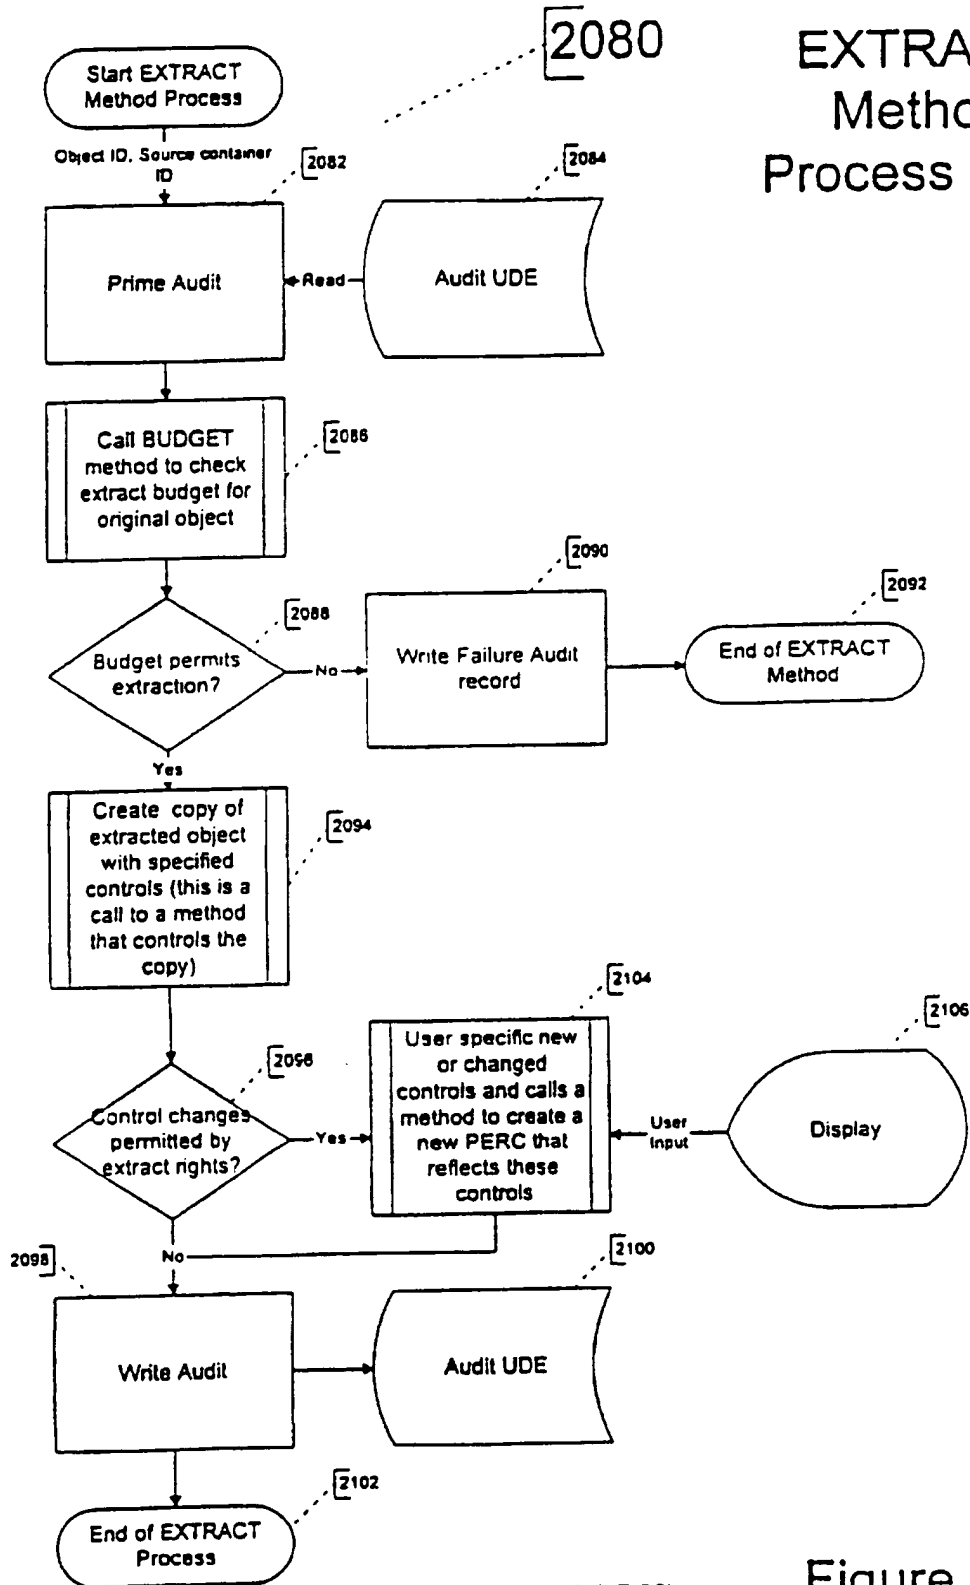 2080
EXTRA
Metho
Process
Start EXTRACT
Method Process
Object ID, Source container
ID
2082
2084
Prime Audit
Read
Audit UDE
Call BUDGET
method to check
extract budget for
original object
2086
2088
2090
2092
Budget permits
extraction?
No
Write Failure Audit
record
End of EXTRACT
Method
Yes
Create copy of
extracted object
with specified
controls (this is a
call to a method
that controls the
copy)
2094
2096
2104
2106
Control changes
permitted by
extract rights?
Yes
User specific new
or changed
controls and calls a
method to create a
new PERC that
reflects these
controls
User
Input
Display
No
2098
2100
Write Audit
Audit UDE
2102
End of EXTRACT
Process
Figure